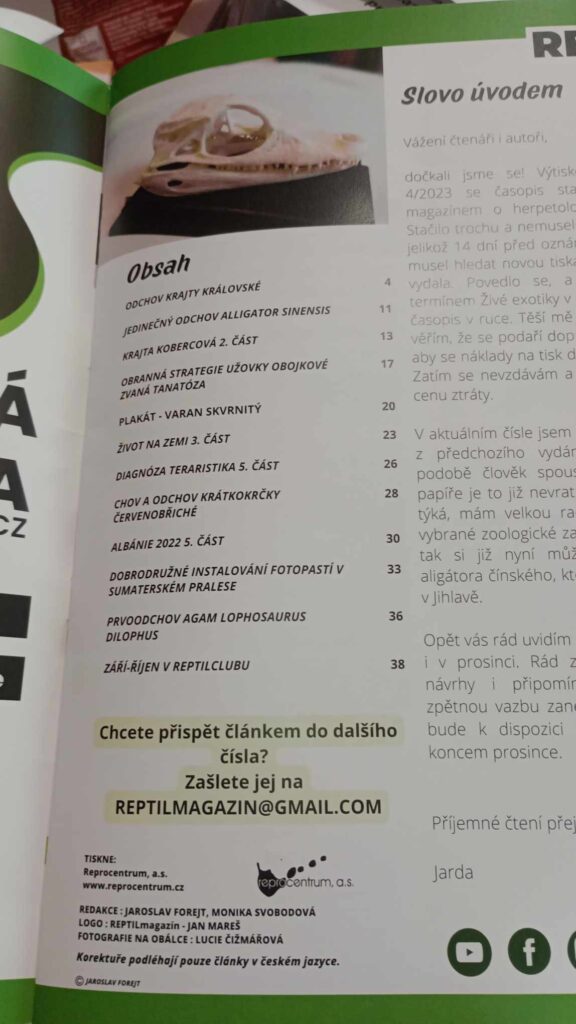 Á
A
CZ
RE
Obsah
ODCHOV KRAJTY KRÁLOVSKÉ 4
JEDINEČNÝ ODCHOV ALLIGATOR SINENSIS 11
KRAJTA KOBERCOVÁ 2. ČÁST 13
OBRANNÁ STRATEGIE UŽOVKY OBOJKOVÉ 17
ZVANÁ TANATÓZA
PLAKÁT - VARAN SKVRNITÝ 20
ŽIVOT NA ZEMI 3. ČÁST 23
DIAGNÓZA TERARISTIKA 5. ČÁST 26
CHOV A ODCHOV KRÁTKOKRČKY 28
ČERVENOBŘICHÉ
ALBÁNIE 2022 5. ČÁST 30
DOBRODRUŽNÉ INSTALOVÁNÍ FOTOPASTÍ V 33
SUMATERSKÉM PRALESE
PRVOODCHOV AGAM LOPHOSAURUS 36
DILOPHUS
ZÁŘÍ-ŘÍJEN V REPTILCLUBU 38
Chcete přispět článkem do dalšího
čísla?
Zašlete jej na
REPTILMAGAZIN@GMAIL.COM
TISKNE:
Reprocentrum, a.s.
www.reprocentrum.cz
reprocentrum, a.s.
REDAKCE : JAROSLAV FOREJT, MONIKA SVOBODOVÁ
LOGO : REPTILmagazín - JAN MAREŠ
FOTOGRAFIE NA OBÁLCE : LUCIE ČIŽMÁŘOVÁ
Korektuře podléhají pouze články v českém jazyce.
© JAROSLAV FOREJT
Slovo úvodem
Vážení čtenáři i autoři,
dočkali jsme se! Výtisk
4/2023 se časopis sta
magazínem o herpetolo
Stačilo trochu a nemusel
jelikož 14 dní před oznám
musel hledat novou tiska
vydala. Povedlo se, a
termínem Živé exotiky v
časopis v ruce. Těší mě
věřím, že se podaří dop
aby se náklady na tisk d
Zatím se nevzdávám a
cenu ztráty.
V aktuálním čísle jsem
z předchozího vydán
podobě člověk spous
papíře je to již nevrat
týká, mám velkou ra
vybrané zoologické za
tak si již nyní můž
aligátora čínského, kt
v Jihlavě.
Opět vás rád uvidím
i v prosinci. Rád z
návrhy i připomín
zpětnou vazbu zane
bude k dispozici
koncem prosince.
Příjemné čtení přej
Jarda